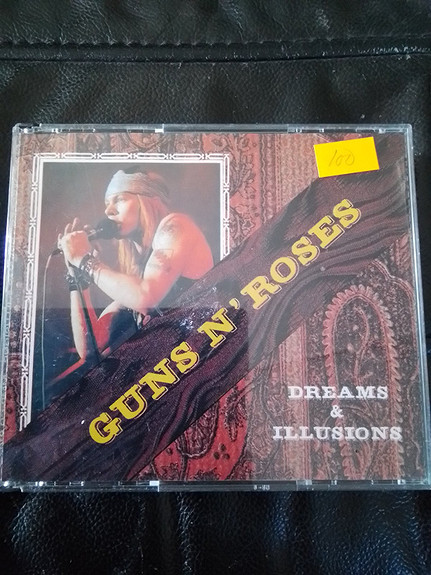 100
GUNS N' ROSES
DREAMS
&
ILLUSIONS